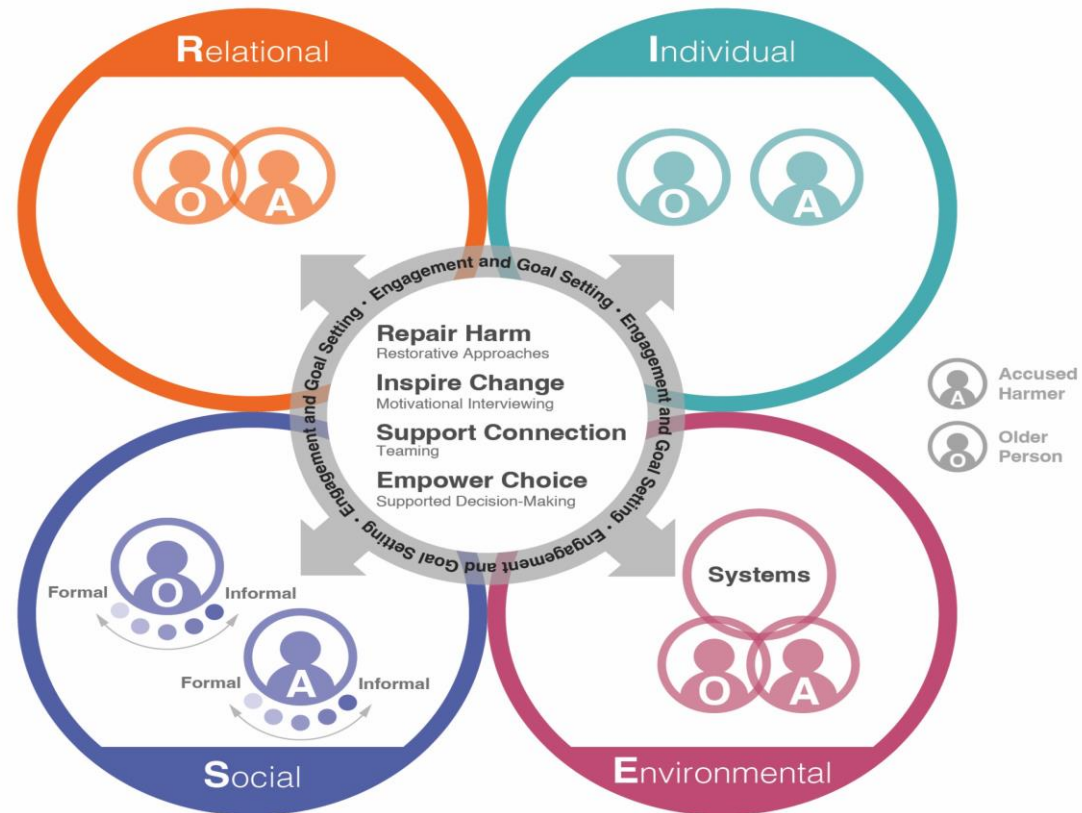 Relational
Individual
O A
O A
Engagement and Goal Setting · Engagement and Goal Setting · Engagement and Goal Setting · Engagement and Goal Setting ·
Repair Harm
Restorative Approaches
Inspire Change
Motivational Interviewing
Support Connection
Teaming
Empower Choice
Supported Decision-Making
A
Accused
Harmer
O
Older
Person
O
Formal Informal
A
Formal Informal
Systems
O A
Social
Environmental